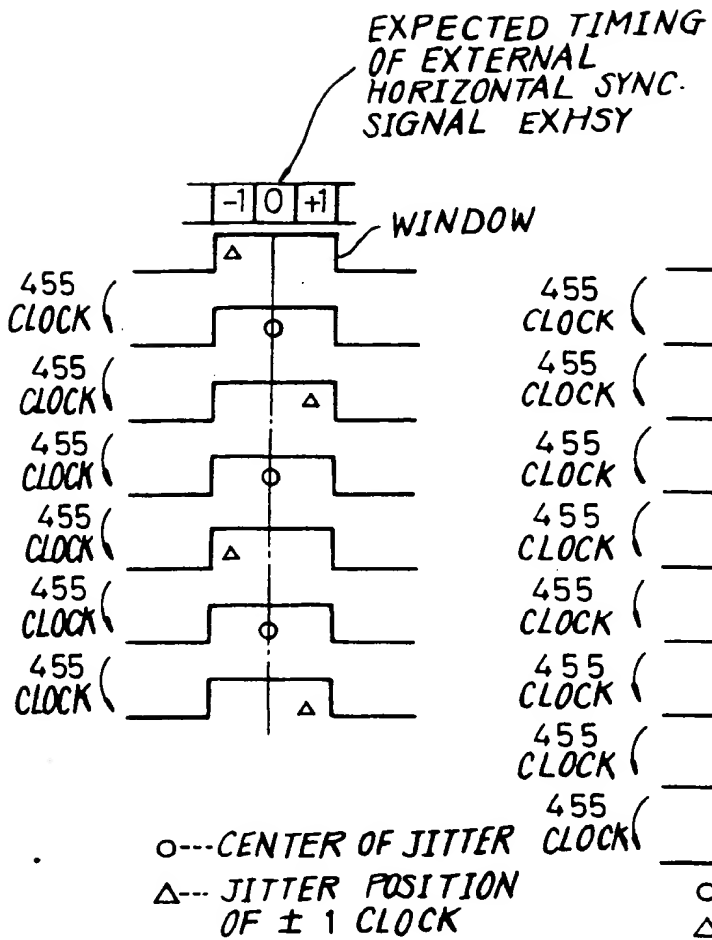 EXPECTED TIMING
OF EXTERNAL
HORIZONTAL SYNC.
SIGNAL EXHSY
-1 0 +1
WINDOW
455
CLOCK
455
CLOCK
455
CLOCK
455
CLOCK
455
CLOCK
455
CLOCK
455
CLOCK
455
CLOCK
455
CLOCK
455
CLOCK
455
CLOCK
455
CLOCK
455
CLOCK
455
CLOCK
○--- CENTER OF JITTER
△--- JITTER POSITION
OF ± 1 CLOCK